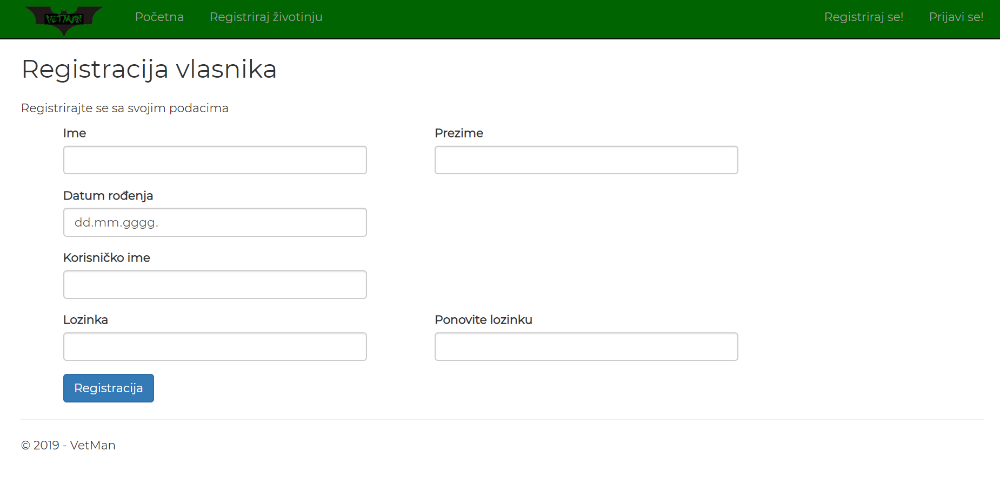 VETMAN
Početna
Registriraj životinju
Registriraj se!
Prijavi se!
Registracija vlasnika
Registrirajte se sa svojim podacima
Ime
Prezime
Datum rođenja
dd.mm.gggg.
Korisničko ime
Lozinka
Ponovite lozinku
Registracija
© 2019 - VetMan